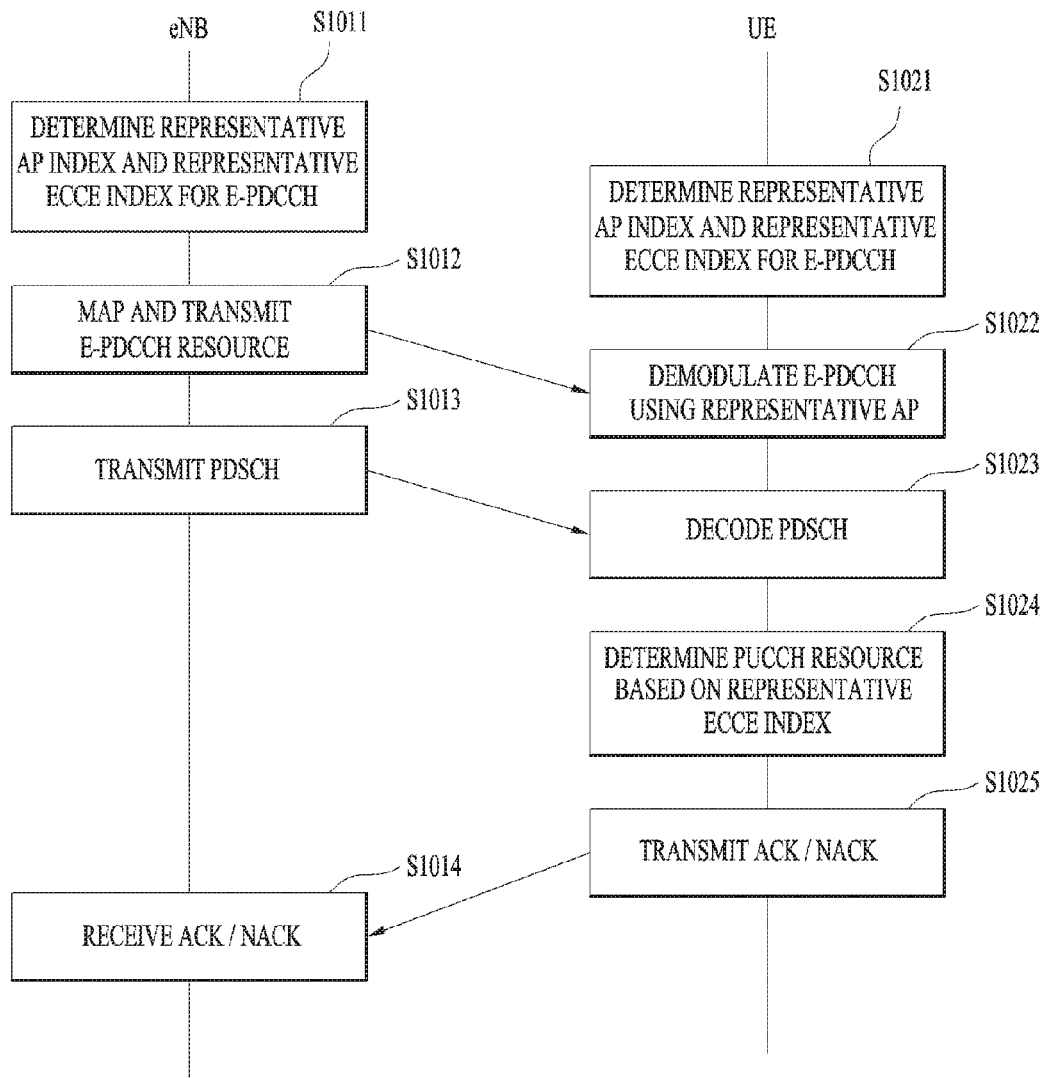 eNB
S1011
DETERMINE REPRESENTATIVE
AP INDEX AND REPRESENTATIVE
ECCE INDEX FOR E-PDCCH
S1012
MAP AND TRANSMIT
E-PDCCH RESOURCE
S1013
TRANSMIT PDSCH
S1014
RECEIVE ACK / NACK
UE
S1021
DETERMINE REPRESENTATIVE
AP INDEX AND REPRESENTATIVE
ECCE INDEX FOR E-PDCCH
S1022
DEMODULATE E-PDCCH
USING REPRESENTATIVE AP
S1023
DECODE PDSCH
S1024
DETERMINE PUCCH RESOURCE
BASED ON REPRESENTATIVE
ECCE INDEX
S1025
TRANSMIT ACK / NACK